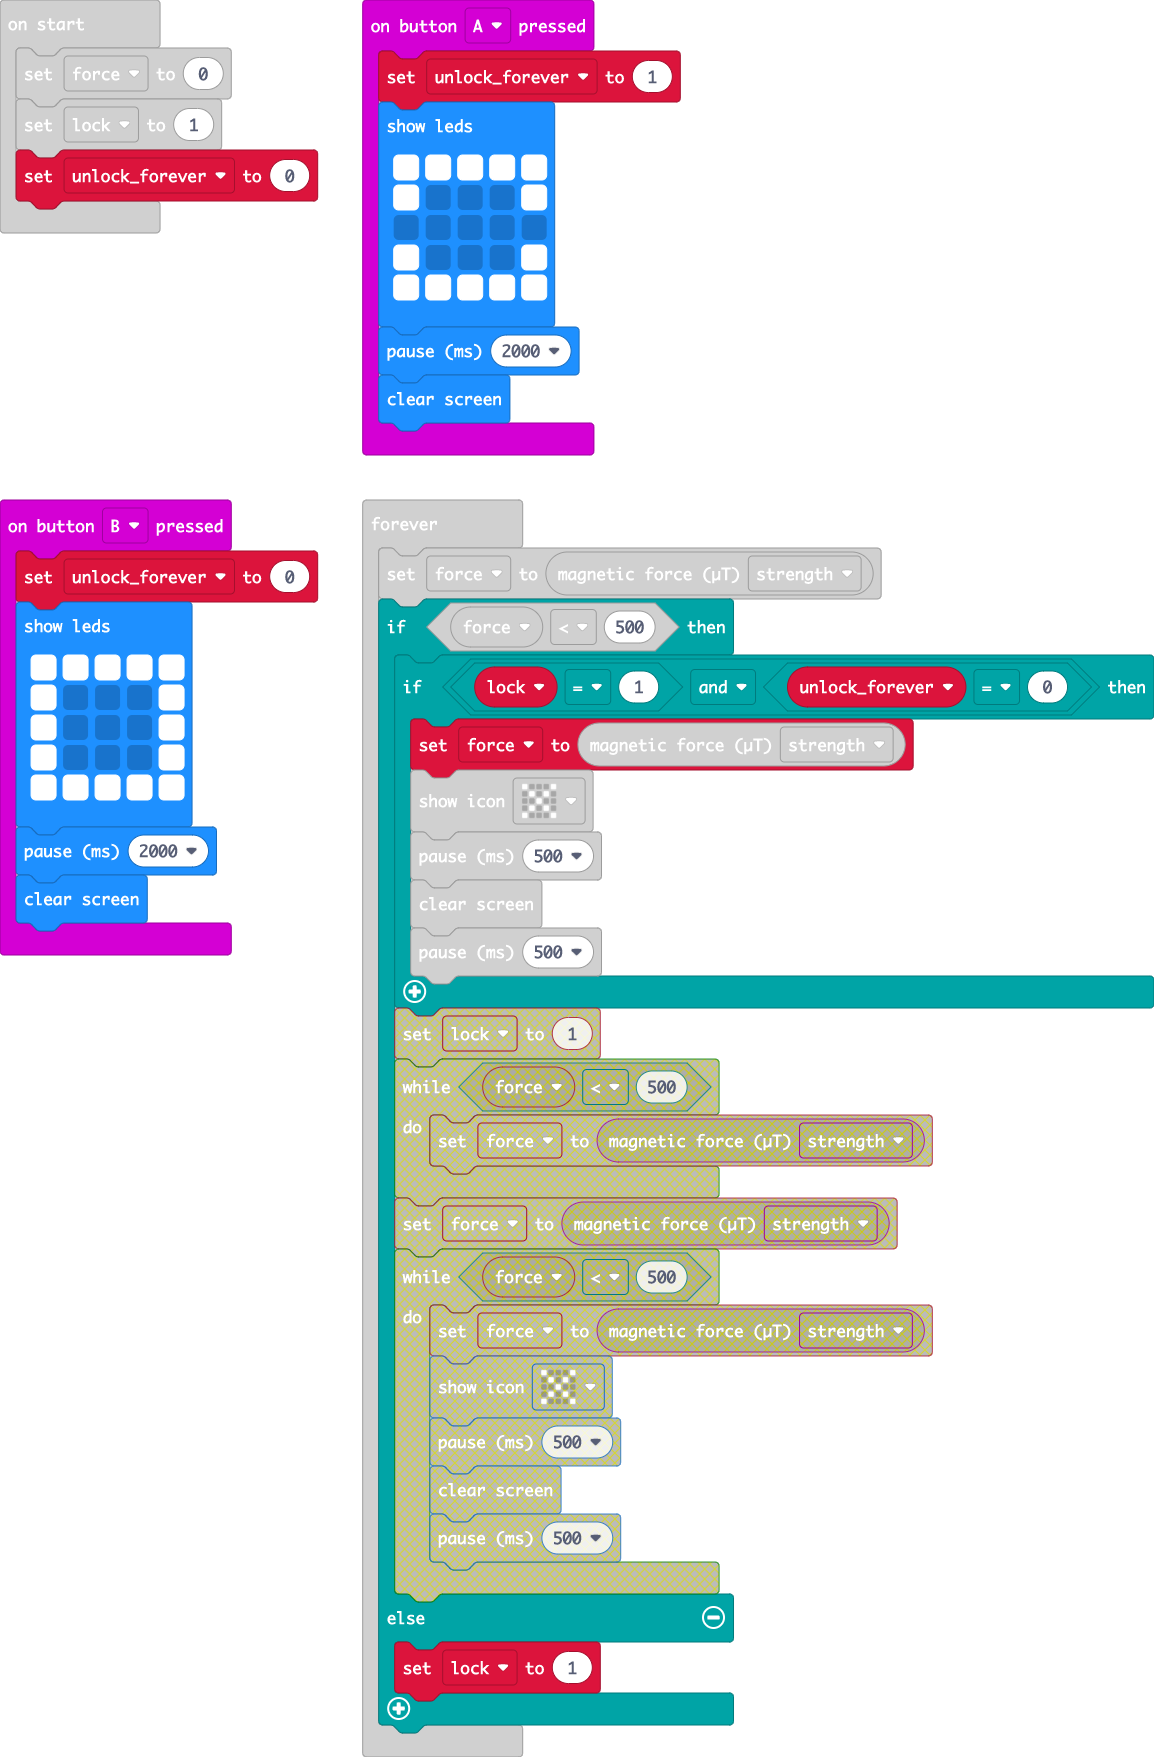 on start
set force to 0
set lock to 1
set unlock_forever to 0
on button A pressed
set unlock_forever to 1
show leds
pause (ms) 2000
clear screen
on button B pressed
set unlock_forever to 0
show leds
pause (ms) 2000
clear screen
forever
set force to magnetic force (µT) strength
if force < 500 then
if lock = 1 and unlock_forever = 0 then
set force to magnetic force (µT) strength
show icon
pause (ms) 500
clear screen
pause (ms) 500
set lock to 1
while force < 500
do set force to magnetic force (µT) strength
set force to magnetic force (µT) strength
while force < 500
do set force to magnetic force (µT) strength
show icon
pause (ms) 500
clear screen
pause (ms) 500
else
set lock to 1